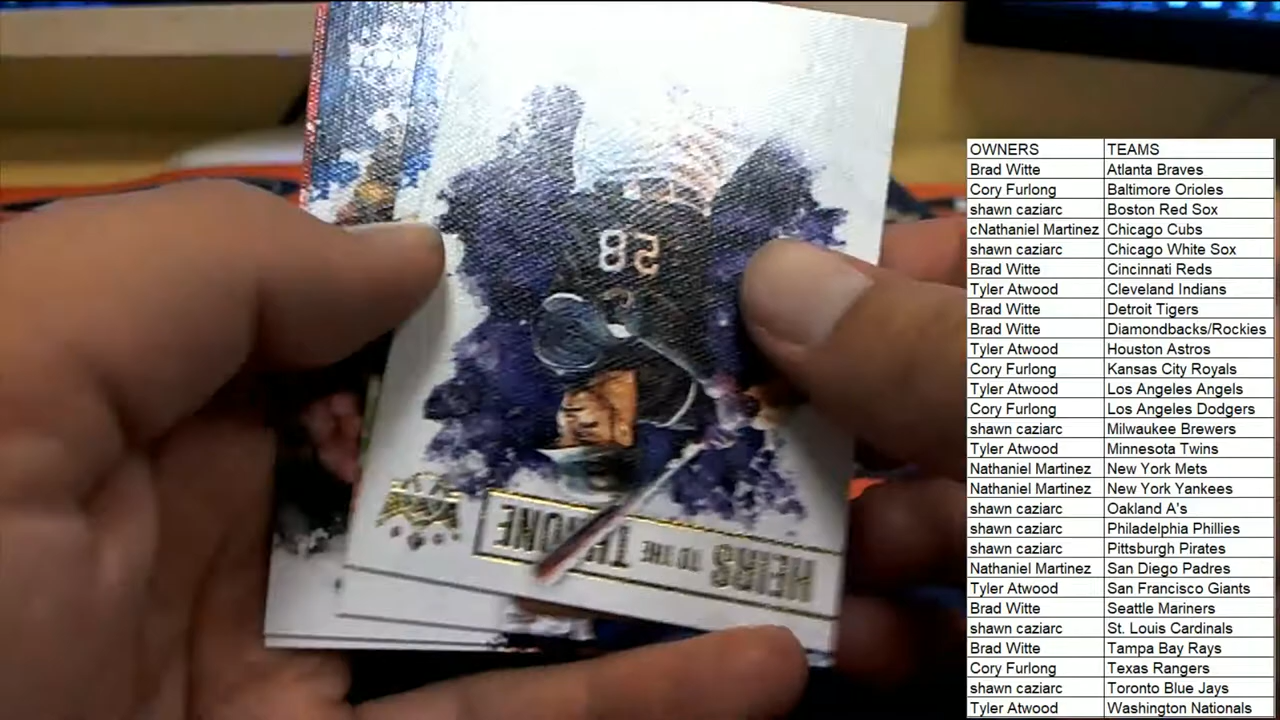 28
HEIRS TO THE THRONE
OWNERS TEAMS
Brad Witte Atlanta Braves
Cory Furlong Baltimore Orioles
shawn caziarc Boston Red Sox
cNathaniel Martinez Chicago Cubs
shawn caziarc Chicago White Sox
Brad Witte Cincinnati Reds
Tyler Atwood Cleveland Indians
Brad Witte Detroit Tigers
Brad Witte Diamondbacks/Rockies
Tyler Atwood Houston Astros
Cory Furlong Kansas City Royals
Tyler Atwood Los Angeles Angels
Cory Furlong Los Angeles Dodgers
shawn caziarc Milwaukee Brewers
Tyler Atwood Minnesota Twins
Nathaniel Martinez New York Mets
Nathaniel Martinez New York Yankees
shawn caziarc Oakland A's
shawn caziarc Philadelphia Phillies
shawn caziarc Pittsburgh Pirates
Nathaniel Martinez San Diego Padres
Tyler Atwood San Francisco Giants
Brad Witte Seattle Mariners
shawn caziarc St. Louis Cardinals
Brad Witte Tampa Bay Rays
Cory Furlong Texas Rangers
shawn caziarc Toronto Blue Jays
Tyler Atwood Washington Nationals